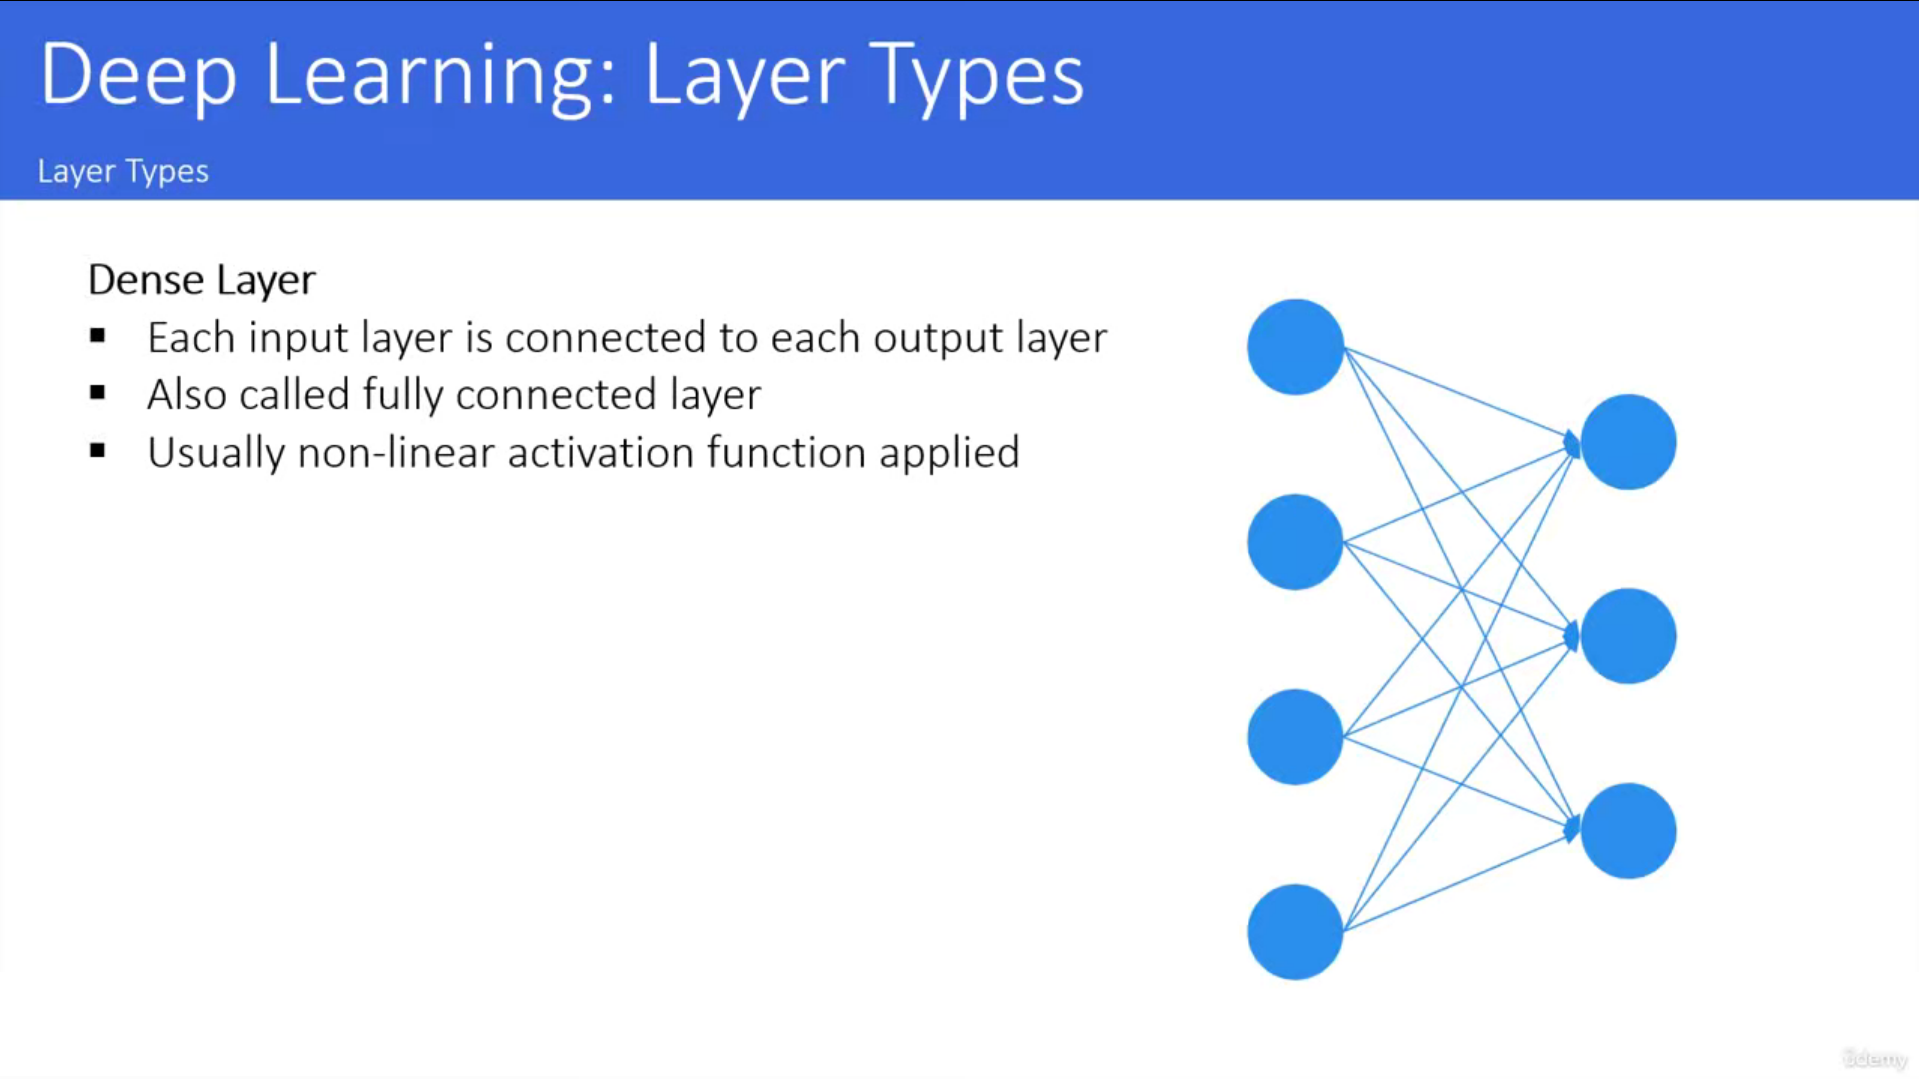 Deep Learning: Layer Types
Layer Types
Dense Layer
▪ Each input layer is connected to each output layer
▪ Also called fully connected layer
▪ Usually non-linear activation function applied
ûdemy